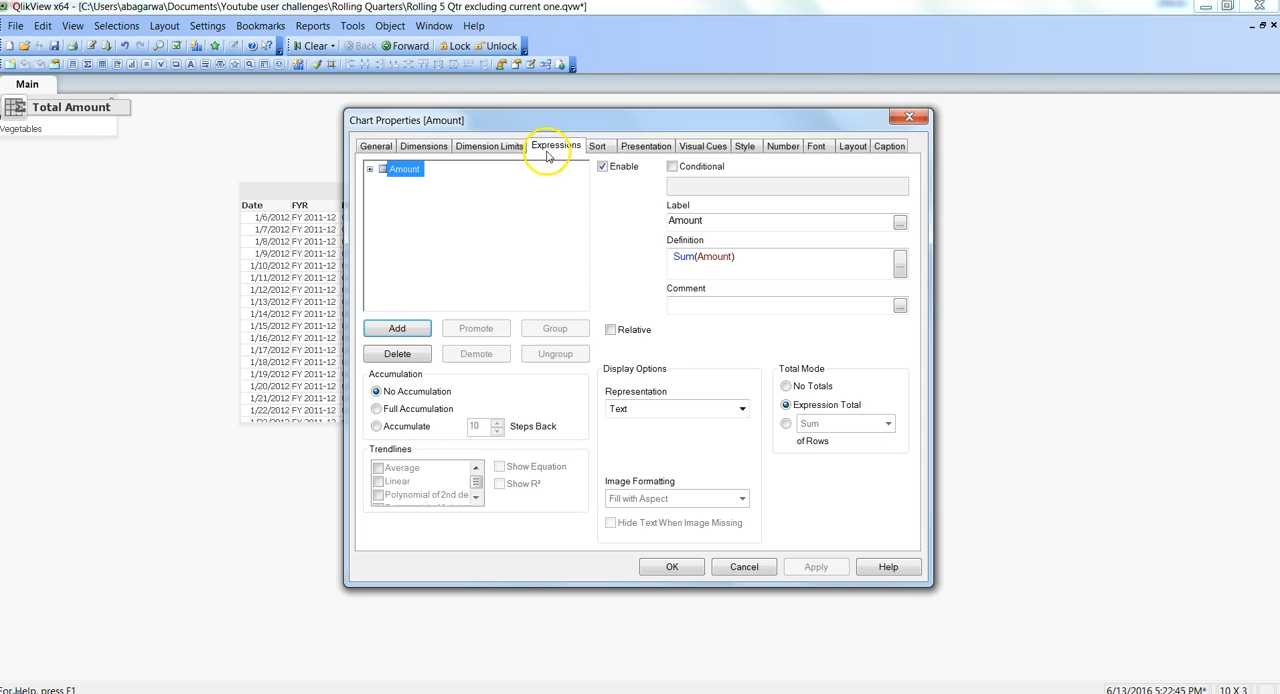 QlikView x64 - [C:\Users\abagarwa\Documents\Youtube user challenges\Rolling Quarters\Rolling 5 Qtr excluding current one.qvw*]
File Edit View Selections Layout Settings Bookmarks Reports Tools Object Window Help
Clear Back Forward Lock Unlock
Main
Total Amount
Vegetables
Date FYR
1/6/2012 FY 2011-12
1/7/2012 FY 2011-12
1/8/2012 FY 2011-12
1/9/2012 FY 2011-12
1/10/2012 FY 2011-12
1/11/2012 FY 2011-12
1/12/2012 FY 2011-12
1/13/2012 FY 2011-12
1/14/2012 FY 2011-12
1/15/2012 FY 2011-12
1/16/2012 FY 2011-12
1/17/2012 FY 2011-12
1/18/2012 FY 2011-12
1/19/2012 FY 2011-12
1/20/2012 FY 2011-12
1/21/2012 FY 2011-12
1/22/2012 FY 2011-12
Chart Properties [Amount]
General Dimensions Dimension Limits Expressions Sort Presentation Visual Cues Style Number Font Layout Caption
Amount
Enable Conditional
Label
Amount
...
Definition
Sum(Amount)
...
Comment
...
Add Promote Group
Relative
Delete Demote Ungroup
Accumulation
No Accumulation
Full Accumulation
Accumulate 10 Steps Back
Trendlines
Average
Linear
Polynomial of 2nd de
Show Equation
Show R²
Display Options
Representation
Text
Image Formatting
Fill with Aspect
Hide Text When Image Missing
Total Mode
No Totals
Expression Total
Sum
of Rows
OK Cancel Apply Help
For Help, press F1
6/13/2016 5:22:45 PM* 10 X 3